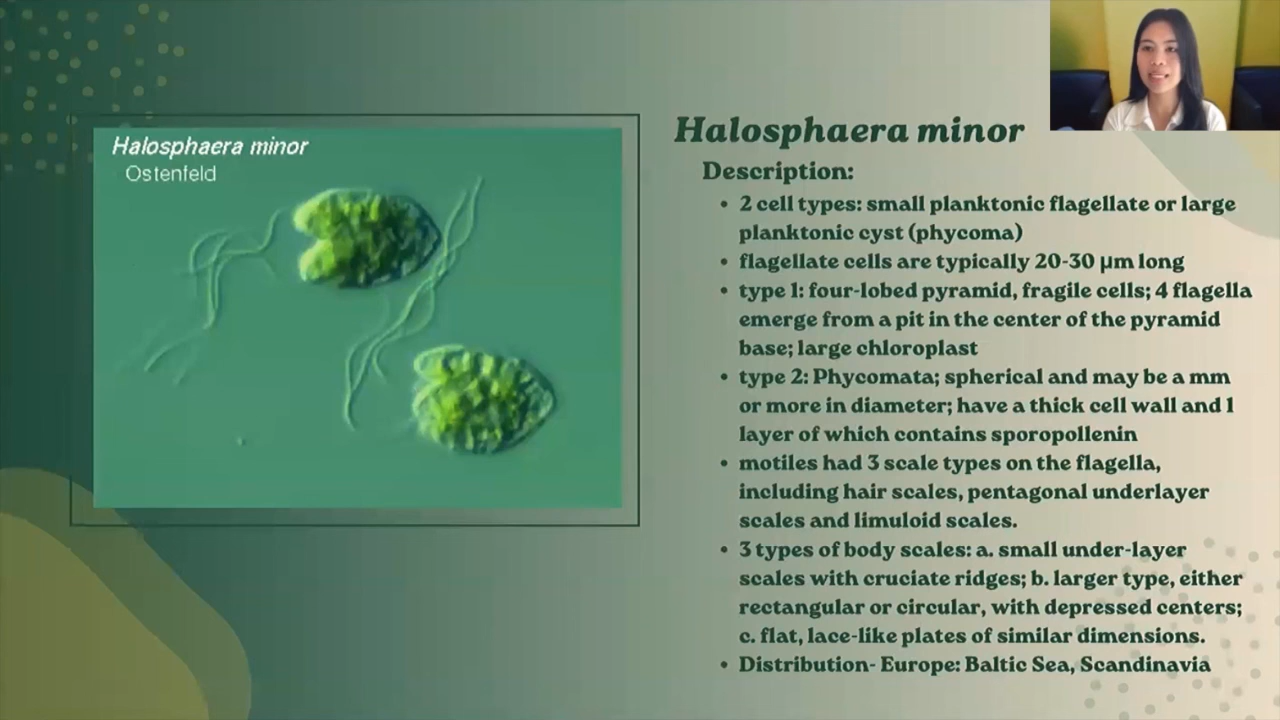 Halosphaera minor
Ostenfeld
Halosphaera minor
Description:
• 2 cell types: small planktonic flagellate or large
planktonic cyst (phycoma)
• flagellate cells are typically 20-30 μm long
• type 1: four-lobed pyramid, fragile cells; 4 flagella
emerge from a pit in the center of the pyramid
base; large chloroplast
• type 2: Phycomata; spherical and may be a mm
or more in diameter; have a thick cell wall and 1
layer of which contains sporopollenin
• motiles had 3 scale types on the flagella,
including hair scales, pentagonal underlayer
scales and limuloid scales.
• 3 types of body scales: a. small under-layer
scales with cruciate ridges; b. larger type, either
rectangular or circular, with depressed centers;
c. flat, lace-like plates of similar dimensions.
• Distribution- Europe: Baltic Sea, Scandinavia